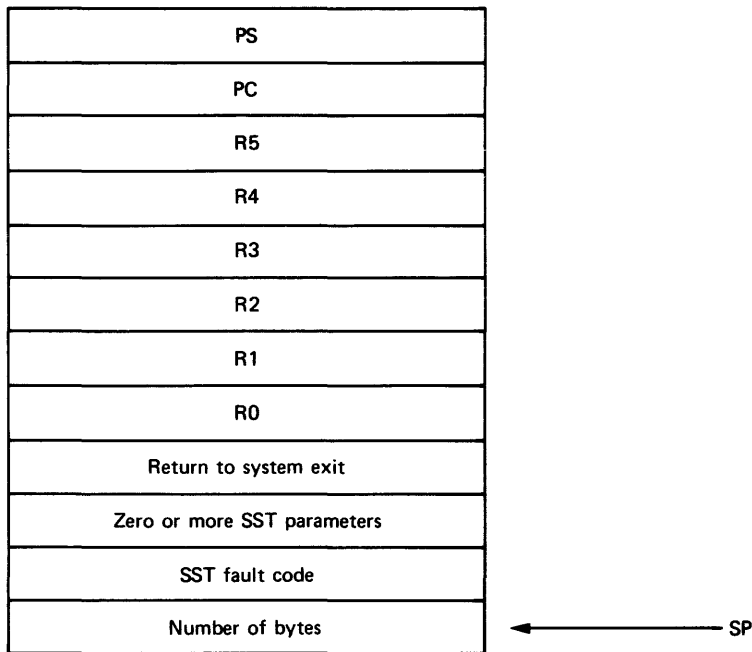 PS
PC
R5
R4
R3
R2
R1
R0
Return to system exit
Zero or more SST parameters
SST fault code
Number of bytes
SP